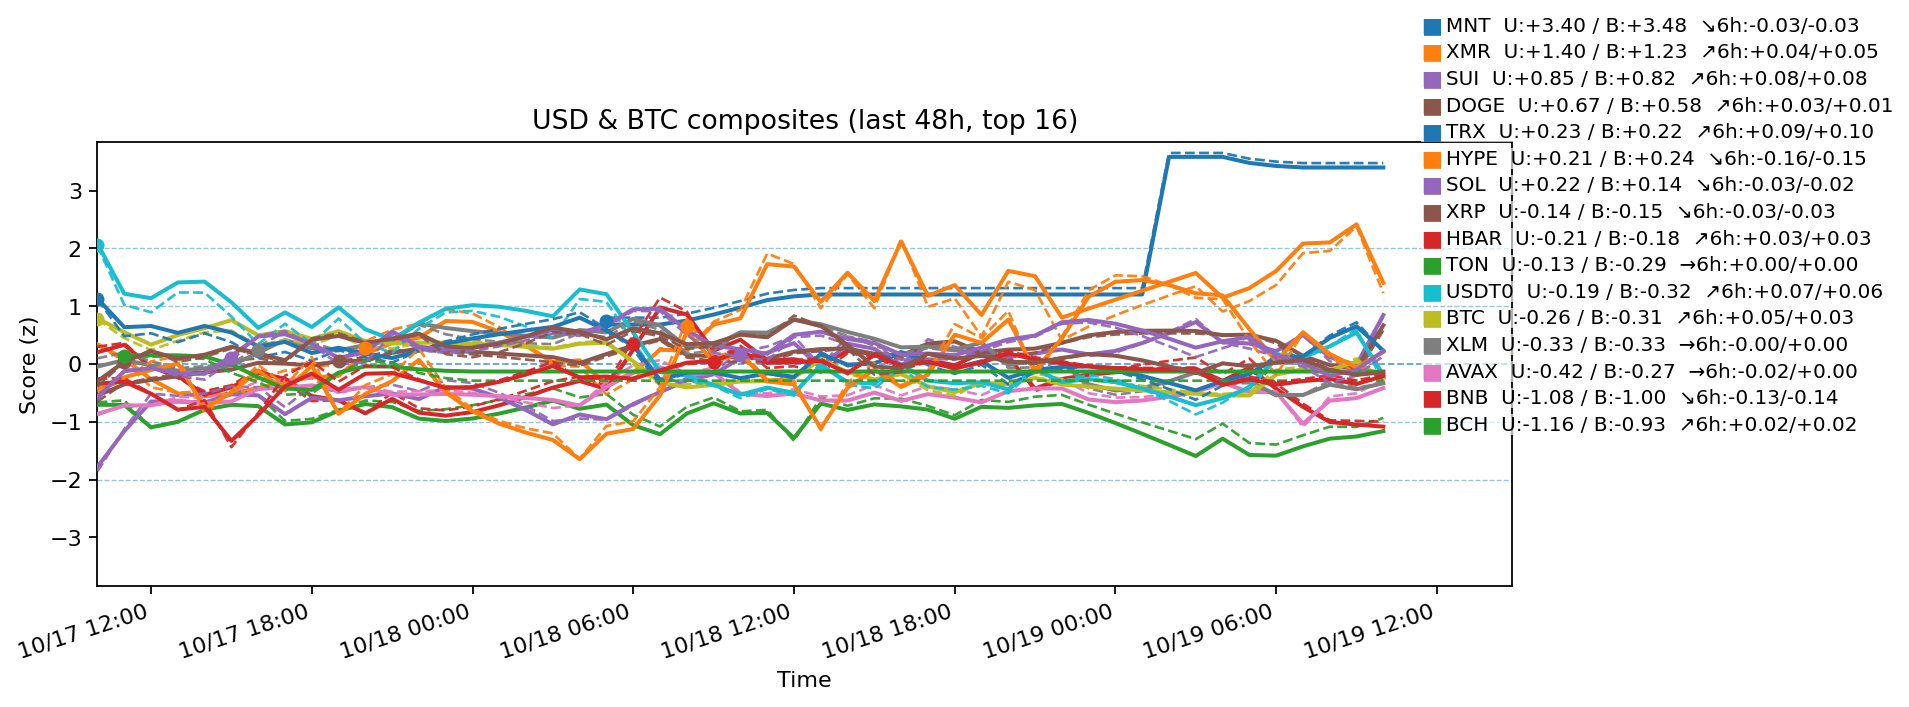 MNT U:+3.40 / B:+3.48 ↘6h:-0.03/-0.03
XMR U:+1.40 / B:+1.23 ↗6h:+0.04/+0.05
SUI U:+0.85 / B:+0.82 ↗6h:+0.08/+0.08
DOGE U:+0.67 / B:+0.58 ↗6h:+0.03/+0.01
TRX U:+0.23 / B:+0.22 ↗6h:+0.09/+0.10
HYPE U:+0.21 / B:+0.24 ↘6h:-0.16/-0.15
SOL U:+0.22 / B:+0.14 ↘6h:-0.03/-0.02
XRP U:-0.14 / B:-0.15 ↘6h:-0.03/-0.03
HBAR U:-0.21 / B:-0.18 ↗6h:+0.03/+0.03
TON U:-0.13 / B:-0.29 →6h:+0.00/+0.00
USDT0 U:-0.19 / B:-0.32 ↗6h:+0.07/+0.06
BTC U:-0.26 / B:-0.31 ↗6h:+0.05/+0.03
XLM U:-0.33 / B:-0.33 →6h:-0.00/+0.00
AVAX U:-0.42 / B:-0.27 →6h:-0.02/+0.00
BNB U:-1.08 / B:-1.00 ↘6h:-0.13/-0.14
BCH U:-1.16 / B:-0.93 ↗6h:+0.02/+0.02
USD & BTC composites (last 48h, top 16)
Score (z)
3
2
1
0
−1
−2
−3
10/17 12:00
10/17 18:00
10/18 00:00
10/18 06:00
10/18 12:00
10/18 18:00
10/19 00:00
10/19 06:00
10/19 12:00
Time